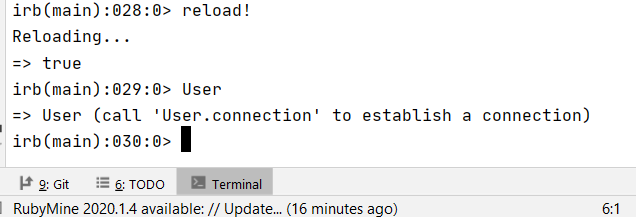 irb(main):028:0> reload!
Reloading...
=> true
irb(main):029:0> User
=> User (call 'User.connection' to establish a connection)
irb(main):030:0>
9: Git 6: TODO Terminal
RubyMine 2020.1.4 available: // Update... (16 minutes ago) 6:1